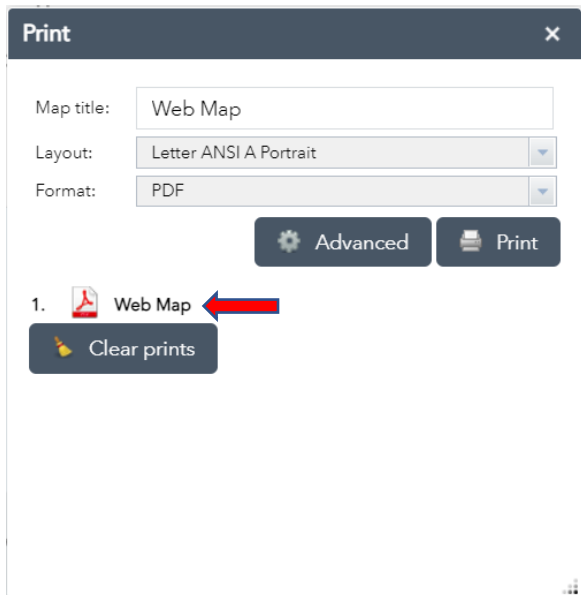 Print
Map title: Web Map
Layout: Letter ANSI A Portrait
Format: PDF
Advanced Print
1. Web Map
Clear prints